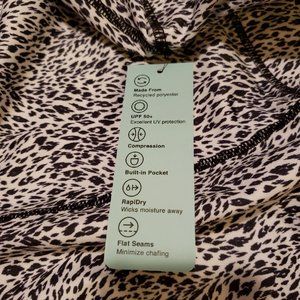 Made From
Recycled polyester
UPF 50+
Excellent UV protection
Compression
Built-in Pocket
RapiDry
Wicks moisture away
Flat Seams
Minimize chafing